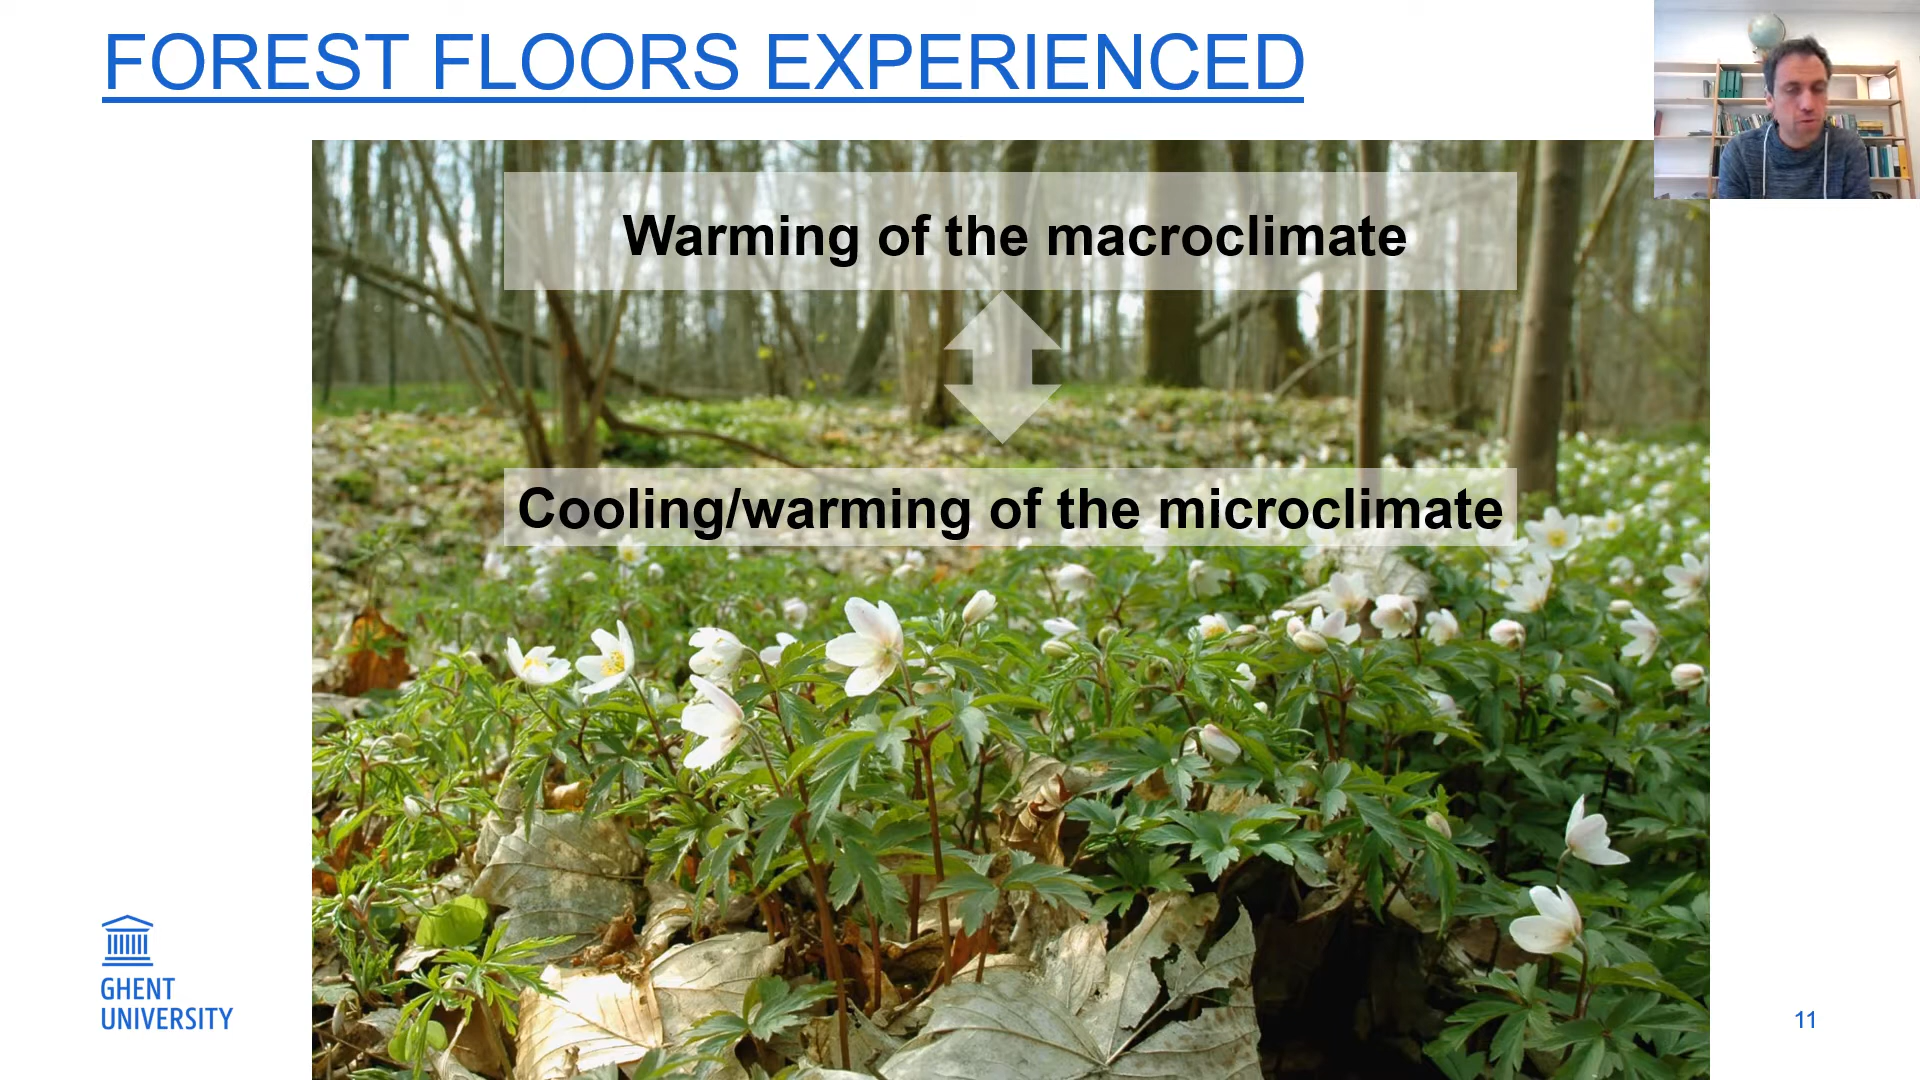 FOREST FLOORS EXPERIENCED
Warming of the macroclimate
Cooling/warming of the microclimate
GHENT
UNIVERSITY
11